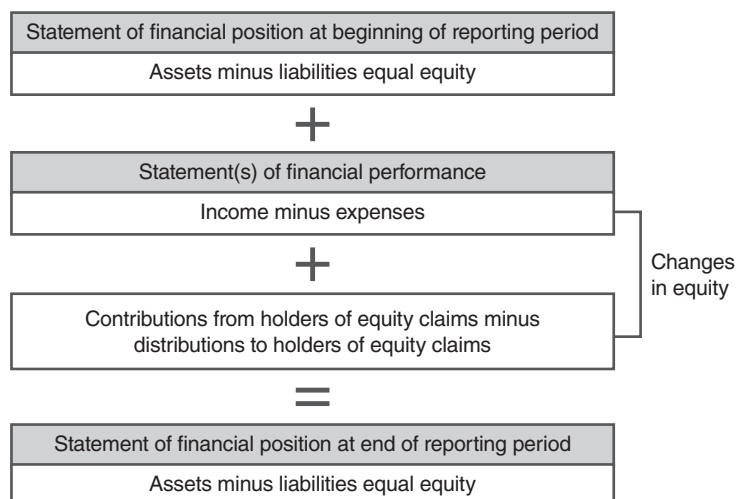 Statement of financial position at beginning of reporting period
Assets minus liabilities equal equity
+
Statement(s) of financial performance
Income minus expenses
+
Changes
in equity
Contributions from holders of equity claims minus
distributions to holders of equity claims
=
Statement of financial position at end of reporting period
Assets minus liabilities equal equity